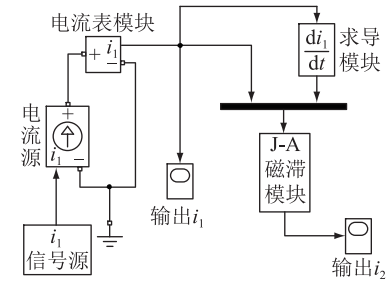 电流表模块
+ i₁ −
di₁
dt
求导
模块
电
流
源
+
i₁ −
J-A
磁滞
模块
输出i₁
i₁
信号源
输出i₂